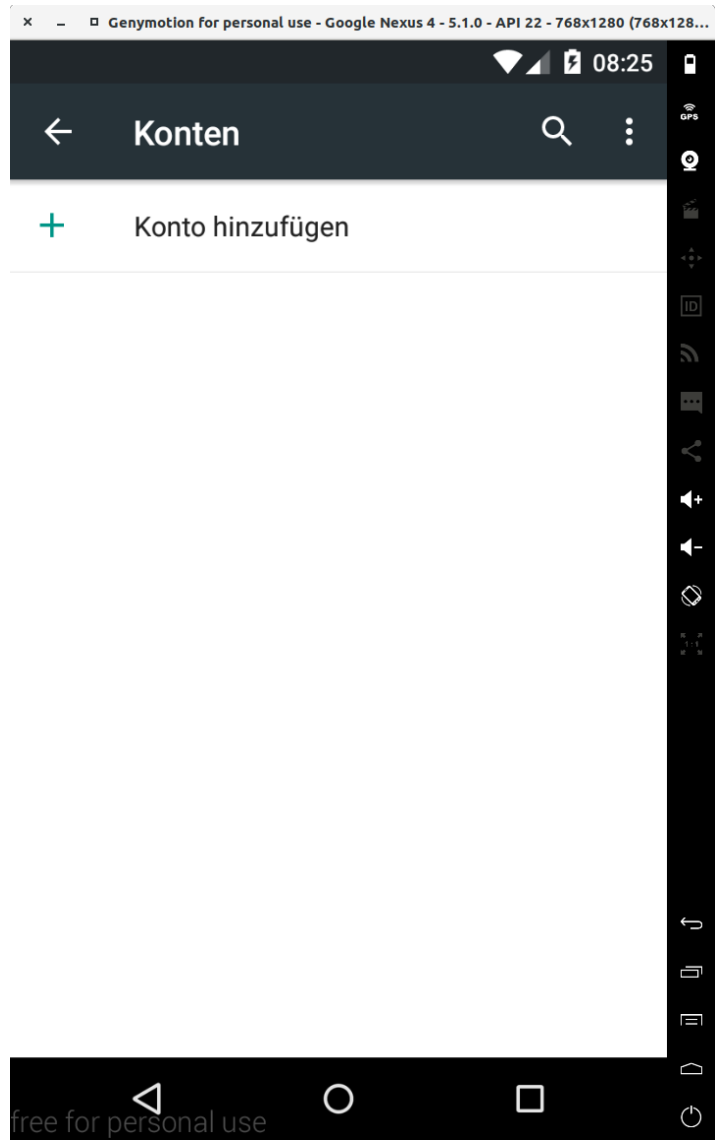 Genymotion for personal use - Google Nexus 4 - 5.1.0 - API 22 - 768x1280 (768x128...
08:25
GPS
Konten
Konto hinzufügen
ID
1:1
free for personal use